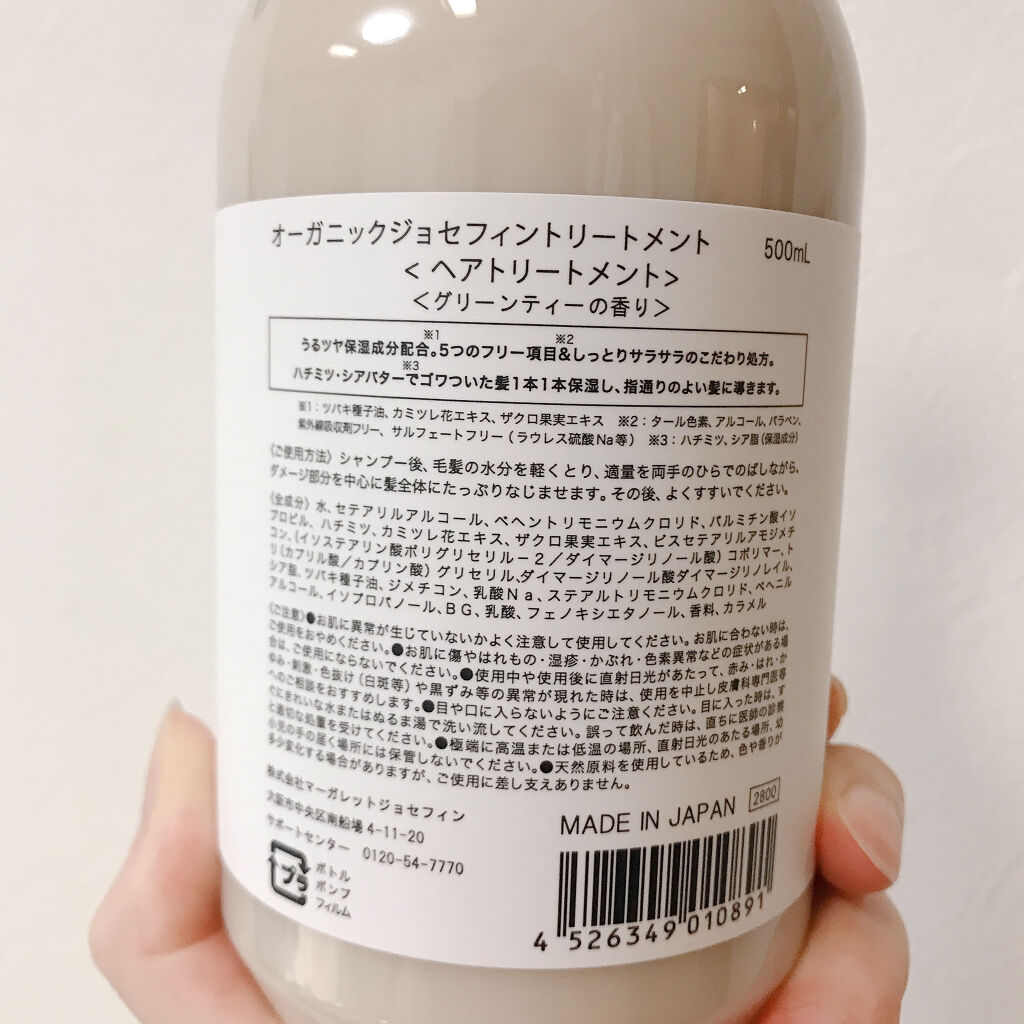 オーガニックジョセフィントリートメント 500mL
< ヘアトリートメント>
<グリーンティーの香り>
うるツヤ保湿成分配合※1。5つのフリー項目※2&しっとりサラサラのこだわり処方。
ハチミツ・シアバター※3でゴワついた髪1本1本保湿し、指通りのよい髪に導きます。
※1：ツバキ種子油、カミツレ花エキス、ザクロ果実エキス ※2：タール色素、アルコール、パラベン、
紫外線吸収剤フリー、サルフェートフリー（ラウレス硫酸Na等） ※3：ハチミツ、シア脂（保湿成分）
〈ご使用方法〉シャンプー後、毛髪の水分を軽くとり、適量を両手のひらでのばしながら、
ダメージ部分を中心に髪全体にたっぷりなじませます。その後、よくすすいでください。
〈全成分〉水、セテアリルアルコール、ベヘントリモニウムクロリド、パルミチン酸イソ
プロピル、ハチミツ、カミツレ花エキス、ザクロ果実エキス、ビスセテアリルアモジメチ
コン、（イソステアリン酸ポリグリセリル－2／ダイマージリノール酸）コポリマー、ト
リ（カプリル酸／カプリン酸）グリセリル、ダイマージリノール酸ダイマージリノレイル、
シア脂、ツバキ種子油、ジメチコン、乳酸Na、ステアルトリモニウムクロリド、ベヘニル
アルコール、イソプロパノール、BG、乳酸、フェノキシエタノール、香料、カラメル
〈ご注意〉●お肌に異常が生じていないかよく注意して使用してください。お肌に合わない時は、
ご使用をおやめください。●お肌に傷やはれもの・湿疹・かぶれ・色素異常などの症状がある場
合は、ご使用にならないでください。●使用中や使用後に直射日光があたって、赤み・はれ・か
ゆみ・刺激・色抜け（白斑等）や黒ずみ等の異常が現れた時は、使用を中止し皮膚科専門医等
へのご相談をおすすめします。●目や口に入らないようにご注意ください。目に入った時は、す
ぐにきれいな水またはぬるま湯で洗い流してください。誤って飲んだ時は、直ちに医師の診察
と適切な処置を受けてください。●極端に高温または低温の場所、直射日光のあたる場所、幼
小児の手の届く場所には保管しないでください。●天然原料を使用しているため、色や香りが
多少変化する場合がありますが、ご使用に差し支えありません。
株式会社マーガレットジョセフィン
大阪市中央区南船場 4-11-20
サポートセンター 0120-54-7770
プラ
ボトル
ポンプ
フィルム
MADE IN JAPAN 2800
4 526349 010891